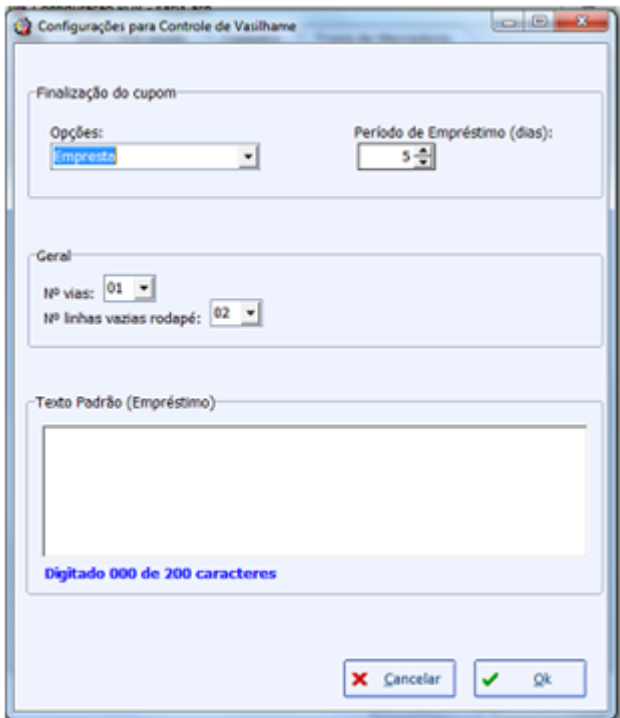 Configurações para Controle de Vasilhame
Finalização do cupom
Opções:
Período de Empréstimo (dias):
Empresta
5
Geral
Nº vias: 01
Nº linhas vazias rodapé: 02
Texto Padrão (Empréstimo)
Digitado 000 de 200 caracteres
Cancelar
Ok